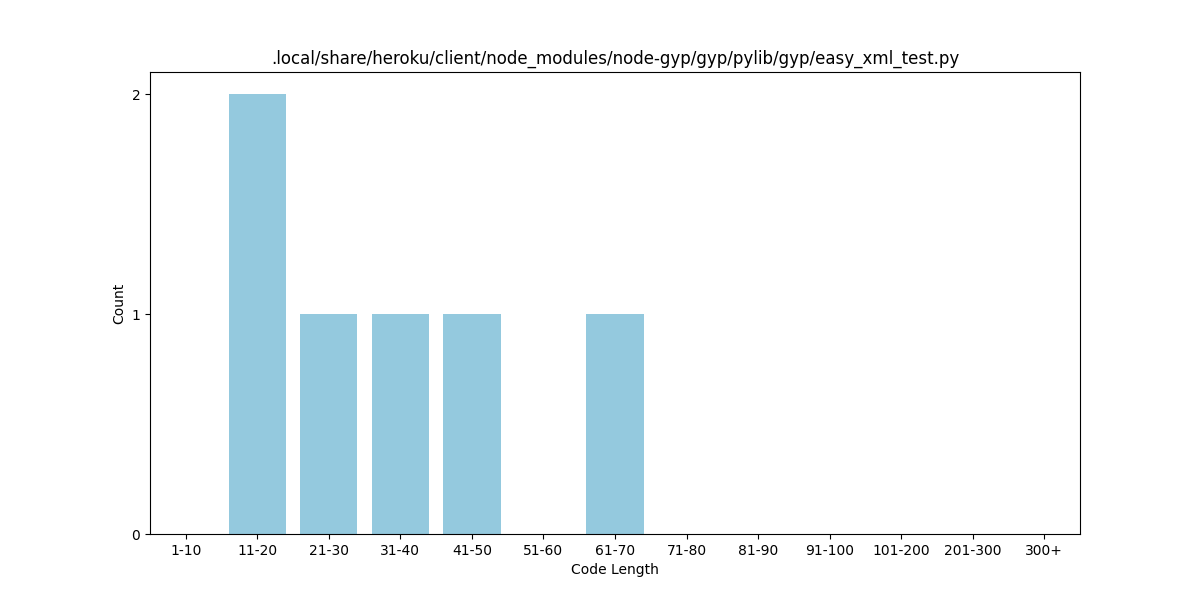 .local/share/heroku/client/node_modules/node-gyp/gyp/pylib/gyp/easy_xml_test.py
2
1
0
Count
1-10 11-20 21-30 31-40 41-50 51-60 61-70 71-80 81-90 91-100 101-200 201-300 300+
Code Length